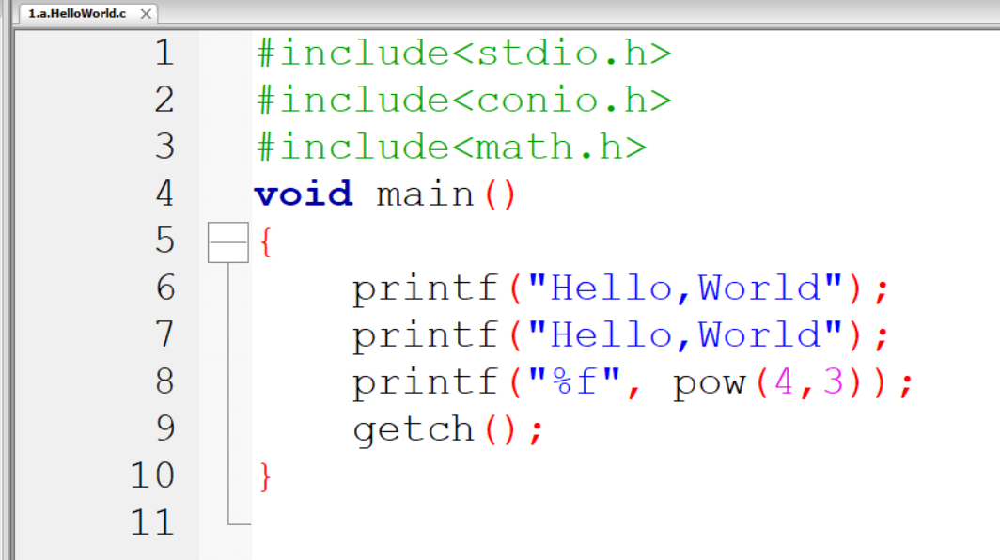 1.a.HelloWorld.c
1 #include<stdio.h>
2 #include<conio.h>
3 #include<math.h>
4 void main()
5 {
6 printf("Hello,World");
7 printf("Hello,World");
8 printf("%f", pow(4,3));
9 getch();
10 }
11